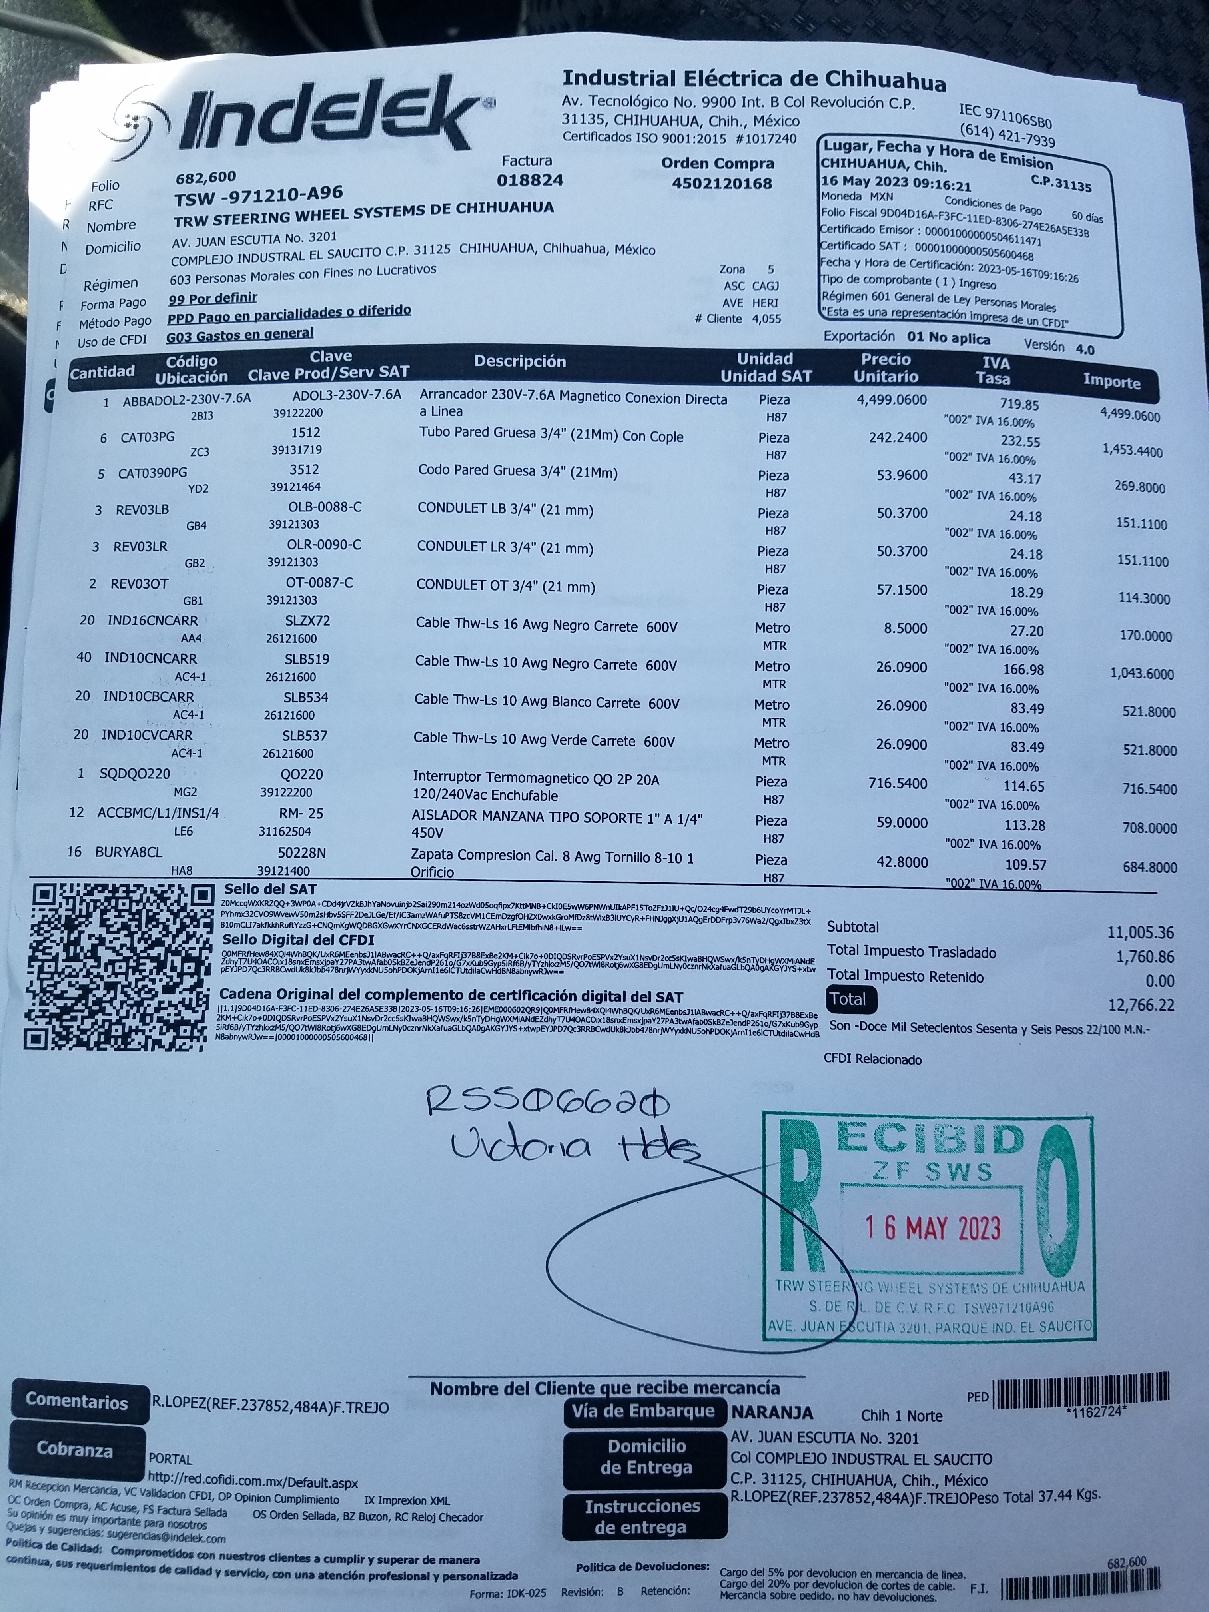 IndElek®
Industrial Eléctrica de Chihuahua
Av. Tecnológico No. 9900 Int. B Col Revolución C.P.
31135, CHIHUAHUA, Chih., México
Certificados ISO 9001:2015 #1017240
IEC 971106SB0
(614) 421-7939
Folio 682,600
Factura
018824
Orden Compra
4502120168
RFC TSW -971210-A96
Nombre TRW STEERING WHEEL SYSTEMS DE CHIHUAHUA
Domicilio AV. JUAN ESCUTIA No. 3201
COMPLEJO INDUSTRIAL EL SAUCITO C.P. 31125 CHIHUAHUA, Chihuahua, México
Régimen 603 Personas Morales con Fines no Lucrativos
Forma Pago 99 Por definir
Método Pago PPD Pago en parcialidades o diferido
Uso de CFDI G03 Gastos en general
Zona 5
ASC CAGJ
AVE HERI
# Cliente 4,055
Lugar, Fecha y Hora de Emision
CHIHUAHUA, Chih. C.P.31135
16 May 2023 09:16:21
Moneda MXN Condiciones de Pago 60 días
Folio Fiscal 9D04D16A-F3FC-11ED-8306-274E26A5E33B
Certificado Emisor : 00001000000504611471
Certificado SAT : 00001000000505600468
Fecha y Hora de Certificación: 2023-05-16T09:16:26
Tipo de comprobante ( I ) Ingreso
Régimen 601 General de Ley Personas Morales
"Esta es una representación impresa de un CFDI"
Exportación 01 No aplica Versión 4.0
Cantidad Código Ubicación Clave Clave Prod/Serv SAT Descripción Unidad Unidad SAT Precio Unitario IVA Tasa Importe
1 ABBADOL2-230V-7.6A ADOL3-230V-7.6A Arrancador 230V-7.6A Magnetico Conexion Directa Pieza 4,499.0600 719.85 4,499.0600
2BI3 39122200 a Linea H87 "002" IVA 16.00%
6 CAT03PG 1512 Tubo Pared Gruesa 3/4" (21Mm) Con Cople Pieza 242.2400 232.55 1,453.4400
ZC3 39131719 H87 "002" IVA 16.00%
5 CAT0390PG 3512 Codo Pared Gruesa 3/4" (21Mm) Pieza 53.9600 43.17 269.8000
YD2 39121464 H87 "002" IVA 16.00%
3 REV03LB OLB-0088-C CONDULET LB 3/4" (21 mm) Pieza 50.3700 24.18 151.1100
GB4 39121303 H87 "002" IVA 16.00%
3 REV03LR OLR-0090-C CONDULET LR 3/4" (21 mm) Pieza 50.3700 24.18 151.1100
GB2 39121303 H87 "002" IVA 16.00%
2 REV03OT OT-0087-C CONDULET OT 3/4" (21 mm) Pieza 57.1500 18.29 114.3000
GB1 39121303 H87 "002" IVA 16.00%
20 IND16CNCARR SLZX72 Cable Thw-Ls 16 Awg Negro Carrete 600V Metro 8.5000 27.20 170.0000
AA4 26121600 MTR "002" IVA 16.00%
40 IND10CNCARR SLB519 Cable Thw-Ls 10 Awg Negro Carrete 600V Metro 26.0900 166.98 1,043.6000
AC4-1 26121600 MTR "002" IVA 16.00%
20 IND10CBCARR SLB534 Cable Thw-Ls 10 Awg Blanco Carrete 600V Metro 26.0900 83.49 521.8000
AC4-1 26121600 MTR "002" IVA 16.00%
20 IND10CVCARR SLB537 Cable Thw-Ls 10 Awg Verde Carrete 600V Metro 26.0900 83.49 521.8000
AC4-1 26121600 MTR "002" IVA 16.00%
1 SQDQO220 QO220 Interruptor Termomagnetico QO 2P 20A Pieza 716.5400 114.65 716.5400
MG2 39122200 120/240Vac Enchufable H87 "002" IVA 16.00%
12 ACCBMC/L1/INS1/4 RM- 25 AISLADOR MANZANA TIPO SOPORTE 1" A 1/4" Pieza 59.0000 113.28 708.0000
LE6 31162504 450V H87 "002" IVA 16.00%
16 BURYA8CL 50228N Zapata Compresion Cal. 8 Awg Tornillo 8-10 1 Pieza 42.8000 109.57 684.8000
HA8 39121400 Orificio H87 "002" IVA 16.00%
Sello del SAT
Sello Digital del CFDI
Cadena Original del complemento de certificación digital del SAT
Subtotal 11,005.36
Total Impuesto Trasladado 1,760.86
Total Impuesto Retenido 0.00
Total 12,766.22
Son -Doce Mil Setecientos Sesenta y Seis Pesos 22/100 M.N.-
CFDI Relacionado
RSS06620
Victoria Hdes
RECIBIDO
ZF SWS
16 MAY 2023
TRW STEERING WHEEL SYSTEMS DE CHIHUAHUA
S. DE R.L. DE C.V. R.F.C. TSW971210A96
AVE. JUAN ESCUTIA 3201, PARQUE IND. EL SAUCITO
Nombre del Cliente que recibe mercancía
Comentarios R.LOPEZ(REF.237852,484A)F.TREJO
Cobranza PORTAL
http://red.cofidi.com.mx/Default.aspx
RM Recepcion Mercancia, VC Validacion CFDI, OP Opinion Cumplimiento IX Imprexion XML
OC Orden Compra, AC Acuse, FS Factura Sellada OS Orden Sellada, BZ Buzon, RC Reloj Checador
Su opinión es muy importante para nosotros
Quejas y sugerencias: sugerencias@indelek.com
Politica de Calidad: Comprometidos con nuestros clientes a cumplir y superar de manera
continua, sus requerimientos de calidad y servicio, con una atención profesional y personalizada
Vía de Embarque NARANJA Chih 1 Norte
PED *1162724*
Domicilio de Entrega AV. JUAN ESCUTIA No. 3201
Col COMPLEJO INDUSTRAL EL SAUCITO
C.P. 31125, CHIHUAHUA, Chih., México
Instrucciones de entrega R.LOPEZ(REF.237852,484A)F.TREJOPeso Total 37.44 Kgs.
Politica de Devoluciones: Cargo del 5% por devolucion en mercancia de linea.
Cargo del 20% por devolucion de cortes de cable.
Mercancia sobre pedido, no hay devoluciones.
F.I. 682,600
Forma: IDK-025 Revisión: B Retención: